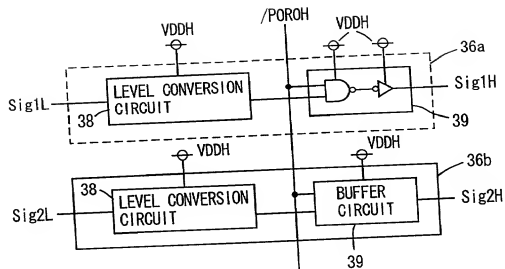 /POROH
VDDH
VDDH
36a
LEVEL CONVERSION
CIRCUIT
Sig1L
38
Sig1H
39
VDDH
VDDH
36b
38
LEVEL CONVERSION
CIRCUIT
BUFFER
CIRCUIT
Sig2L
Sig2H
39